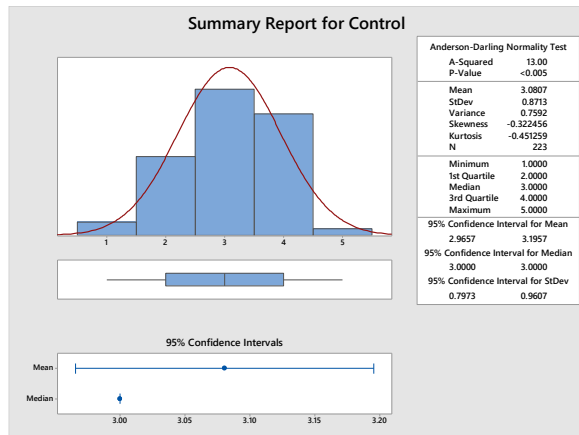 Summary Report for Control
1 2 3 4 5
Anderson-Darling Normality Test
A-Squared 13.00
P-Value <0.005
Mean 3.0807
StDev 0.8713
Variance 0.7592
Skewness -0.322456
Kurtosis -0.451259
N 223
Minimum 1.0000
1st Quartile 2.0000
Median 3.0000
3rd Quartile 4.0000
Maximum 5.0000
95% Confidence Interval for Mean
2.9657 3.1957
95% Confidence Interval for Median
3.0000 3.0000
95% Confidence Interval for StDev
0.7973 0.9607
95% Confidence Intervals
Mean
Median
3.00 3.05 3.10 3.15 3.20